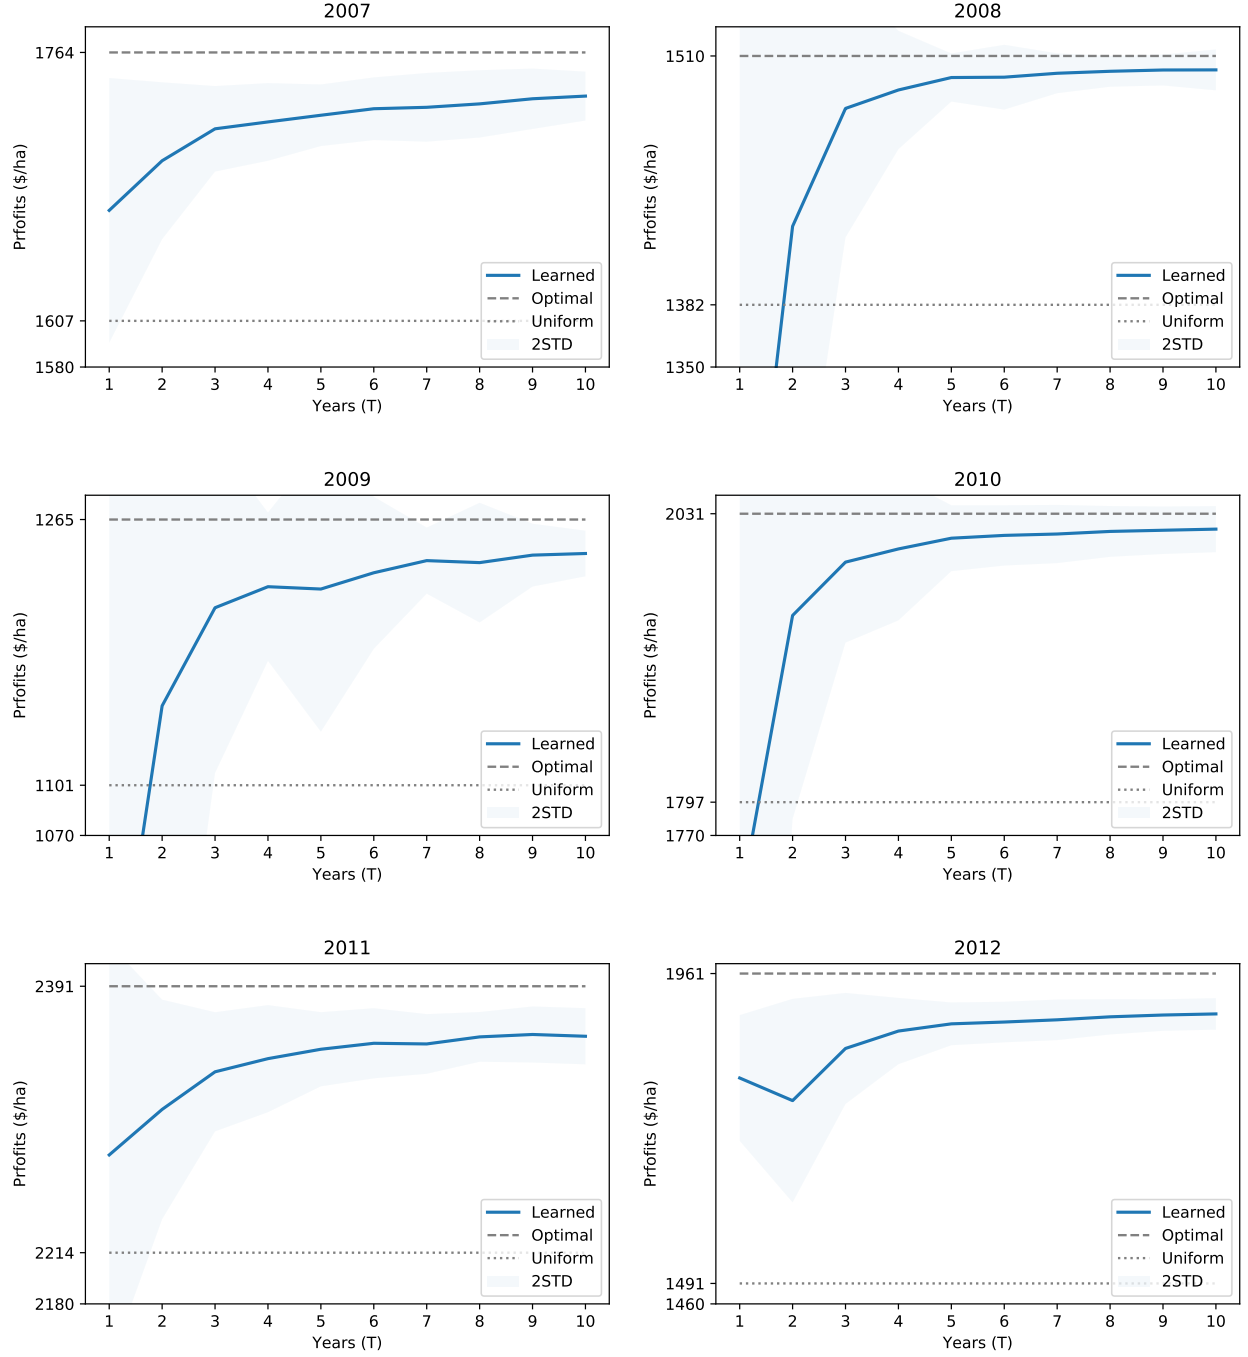 2007
1764
1607
1580
Prfofits ($/ha)
Learned
Optimal
Uniform
2STD
1 2 3 4 5 6 7 8 9 10
Years (T)
2008
1510
1382
1350
Prfofits ($/ha)
Learned
Optimal
Uniform
2STD
1 2 3 4 5 6 7 8 9 10
Years (T)
2009
1265
1101
1070
Prfofits ($/ha)
Learned
Optimal
Uniform
2STD
1 2 3 4 5 6 7 8 9 10
Years (T)
2010
2031
1797
1770
Prfofits ($/ha)
Learned
Optimal
Uniform
2STD
1 2 3 4 5 6 7 8 9 10
Years (T)
2011
2391
2214
2180
Prfofits ($/ha)
Learned
Optimal
Uniform
2STD
1 2 3 4 5 6 7 8 9 10
Years (T)
2012
1961
1491
1460
Prfofits ($/ha)
Learned
Optimal
Uniform
2STD
1 2 3 4 5 6 7 8 9 10
Years (T)